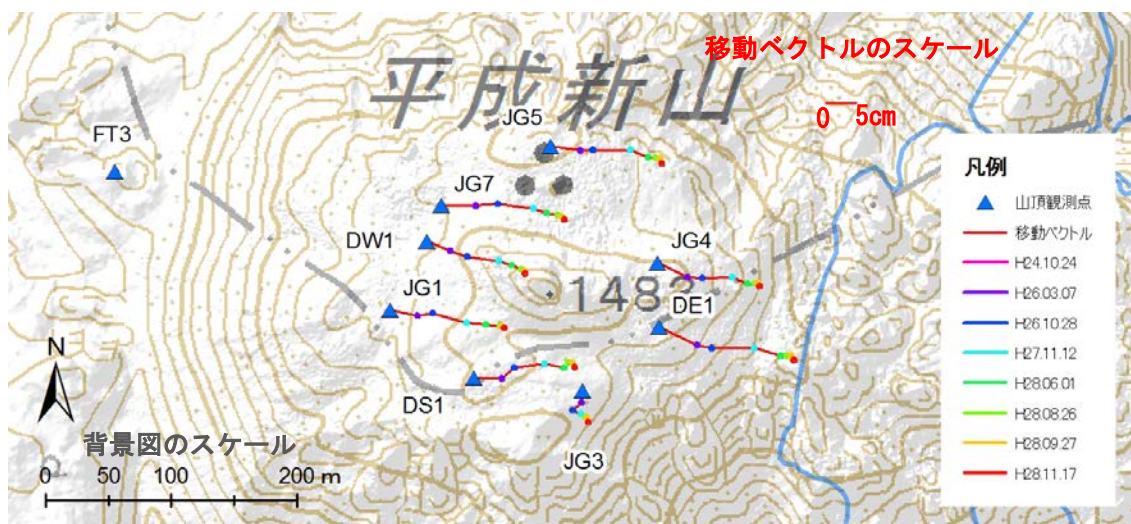 移動ベクトルのスケール
平成新山
0 5cm
JG5
FT3
JG7
DW1
JG4
1483
DE1
JG1
DS1
JG3
N
背景図のスケール
0 50 100 200 m
凡例
山頂観測点
移動ベクトル
H24.10.24
H26.03.07
H26.10.28
H27.11.12
H28.06.01
H28.08.26
H28.09.27
H28.11.17